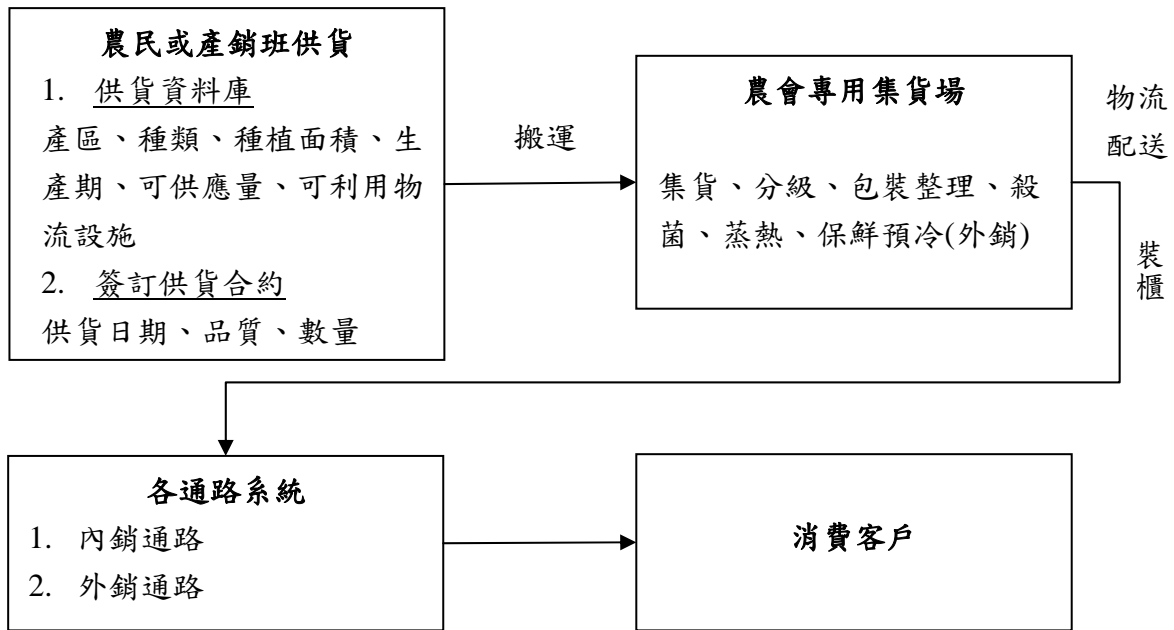 農民或產銷班供貨
1. 供貨資料庫
產區、種類、種植面積、生
產期、可供應量、可利用物
流設施
2. 簽訂供貨合約
供貨日期、品質、數量
搬運
農會專用集貨場
集貨、分級、包裝整理、殺
菌、蒸熱、保鮮預冷(外銷)
物流
配送
裝
櫃
各通路系統
1. 內銷通路
2. 外銷通路
消費客戶